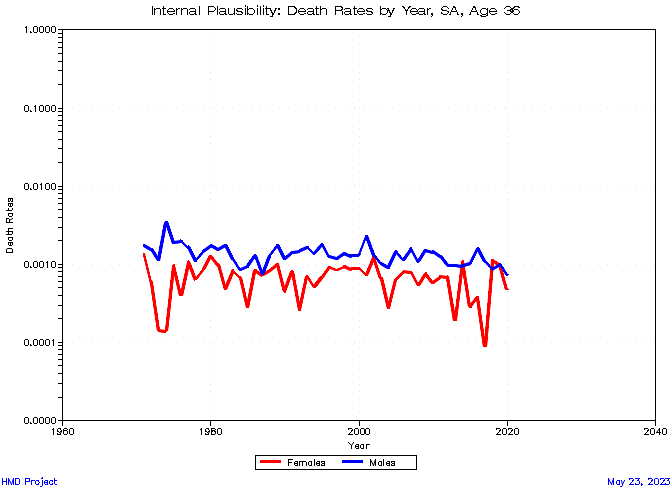 Internal Plausibility: Death Rates by Year, SA, Age 36
1.0000
0.1000
0.0100
0.0010
0.0001
0.0000
Death Rates
1960 1980 2000 2020 2040
Year
Females Males
HMD Project May 23, 2023